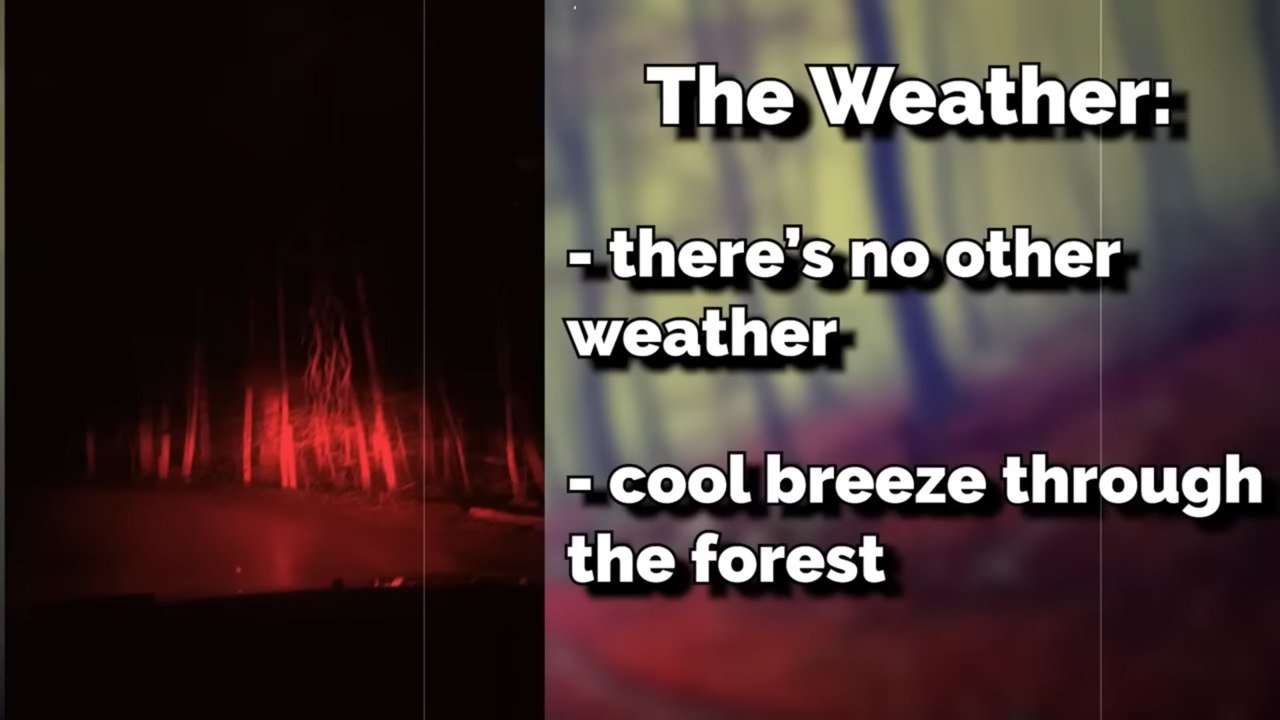 The Weather:
- there’s no other
weather
- cool breeze through
the forest